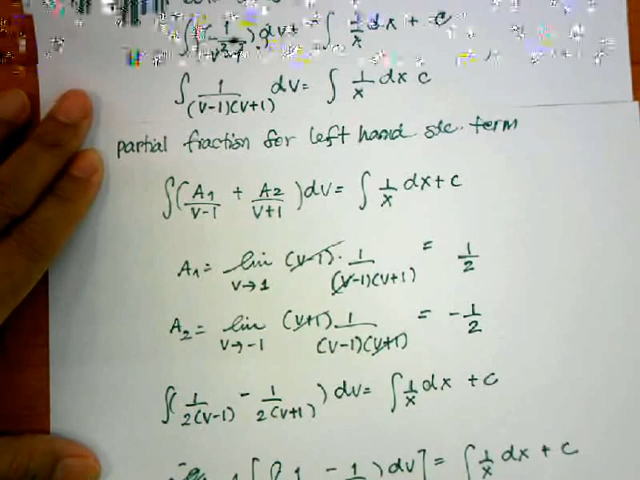 ∫ 1/((v-1)(v+1)) dv = ∫ 1/x dx c
partial fraction for left hand term
∫(A1/(v-1) + A2/(v+1))dv = ∫ 1/x dx + c
A1 = lim v→1 (v-1) · 1/((v-1)(v+1)) = 1/2
A2 = lim v→-1 (v+1) 1/((v-1)(v+1)) = -1/2
∫(1/(2(v-1)) - 1/(2(v+1))) dv = ∫ 1/x dx + c
- 1 ) dv] = ∫ 1/x dx + c